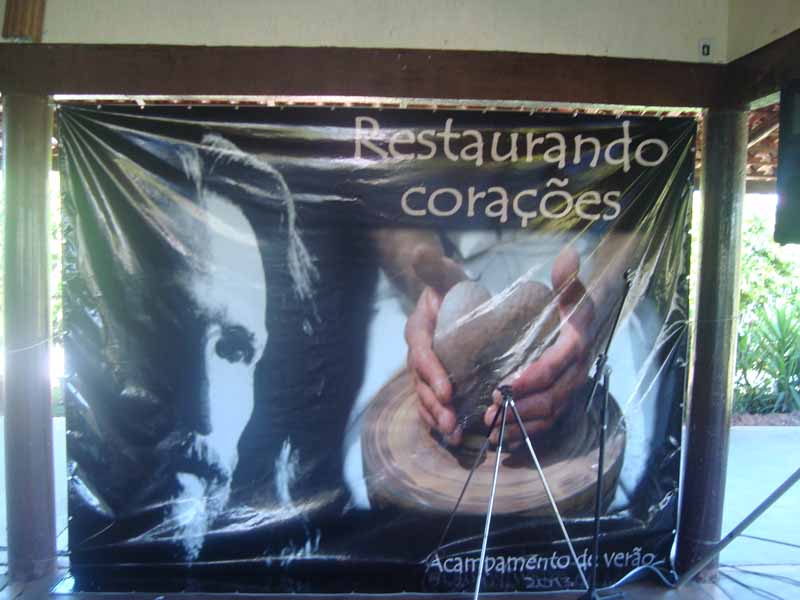 Restaurando
corações
Acampamento de verão